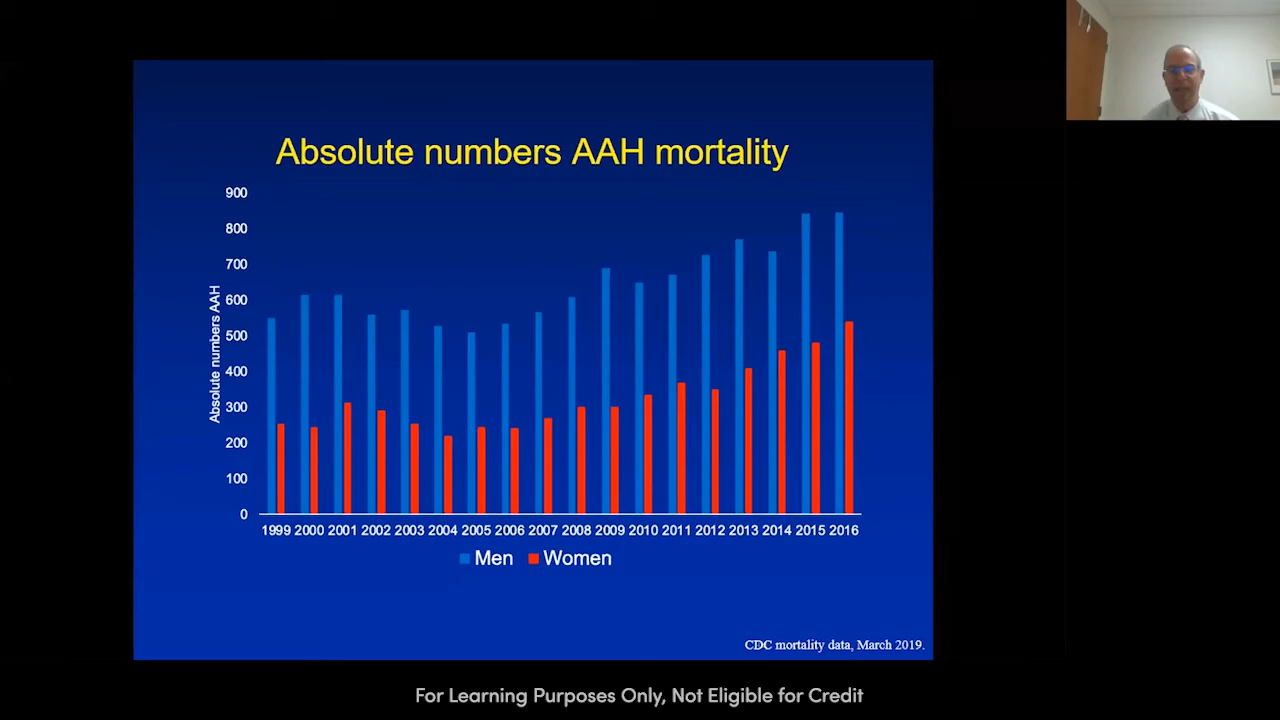 Absolute numbers AAH mortality
900
800
700
600
500
400
300
200
100
0
Absolute numbers AAH
1999 2000 2001 2002 2003 2004 2005 2006 2007 2008 2009 2010 2011 2012 2013 2014 2015 2016
Men Women
CDC mortality data, March 2019.
For Learning Purposes Only, Not Eligible for Credit